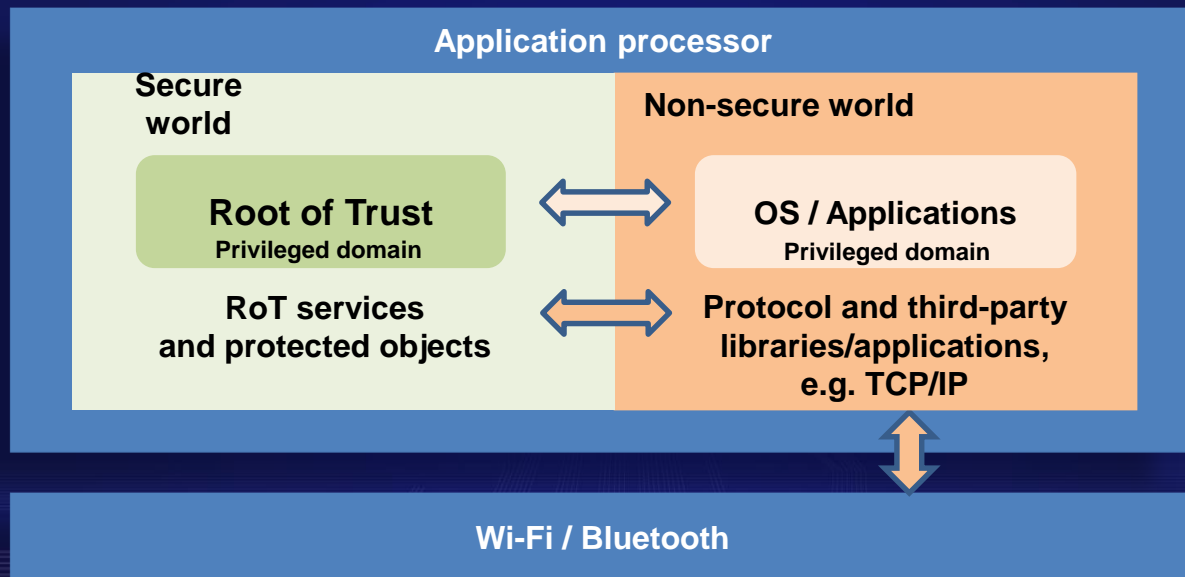 Application processor
Secure
world
Non-secure world
Root of Trust
Privileged domain
OS / Applications
Privileged domain
RoT services
and protected objects
Protocol and third-party
libraries/applications,
e.g. TCP/IP
Wi-Fi / Bluetooth